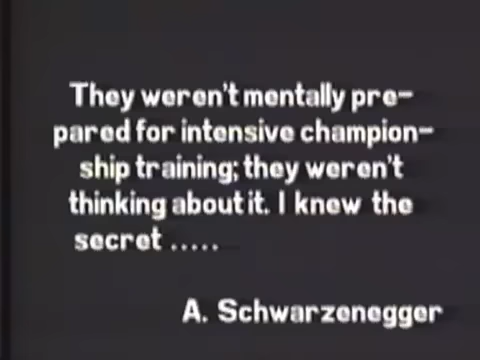 They weren't mentally pre-
pared for intensive champion-
ship training; they weren't
thinking about it. I knew the
secret .....
A. Schwarzenegger